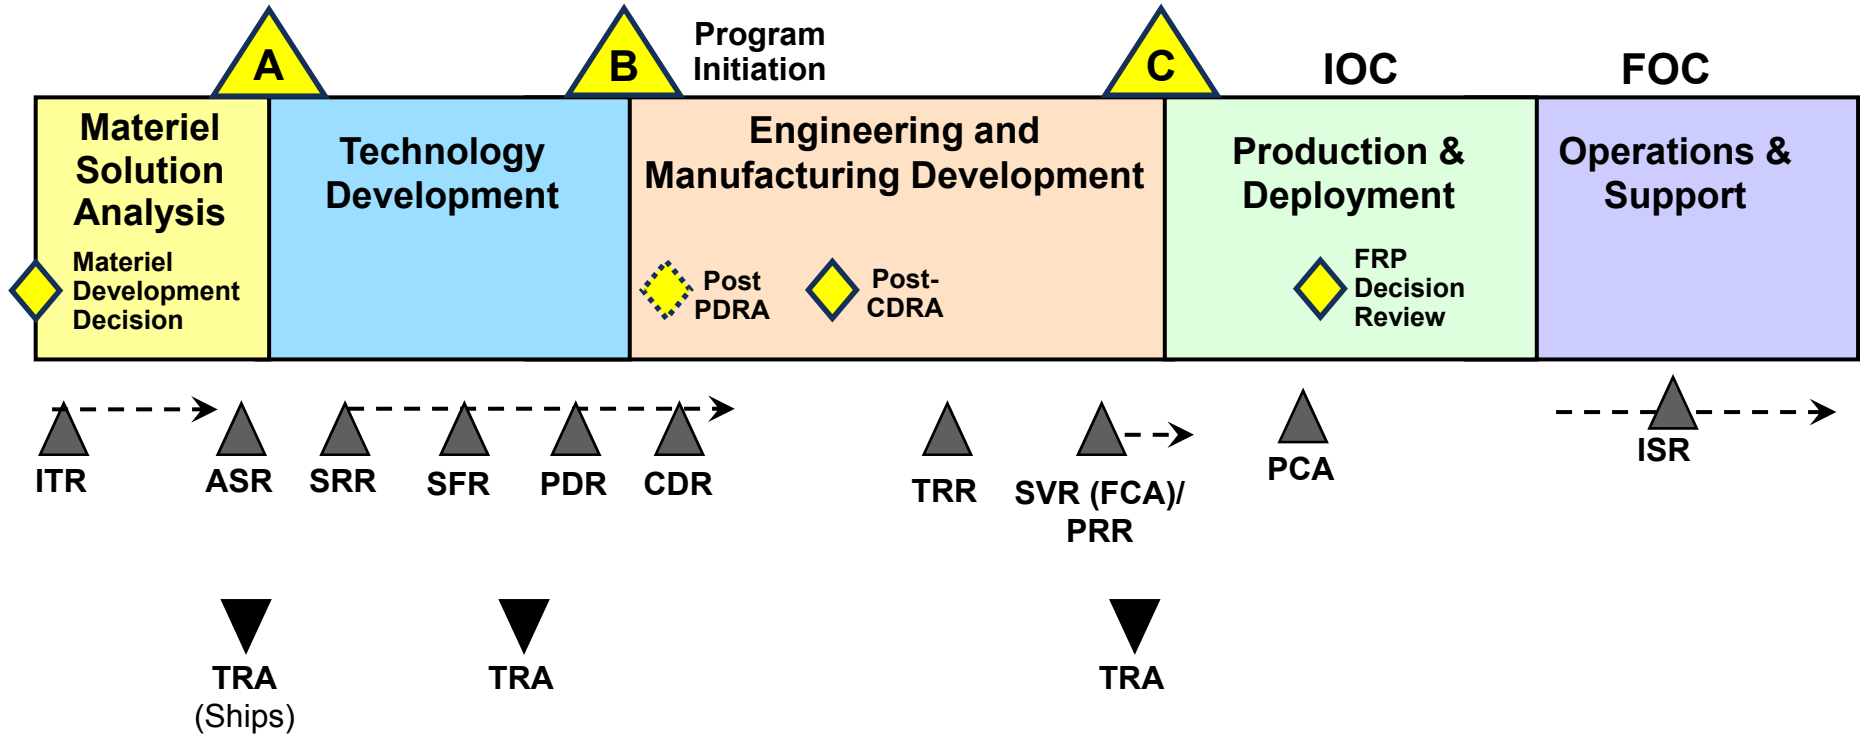 A
B
Program
Initiation
C
IOC
FOC
Materiel
Solution
Analysis
Technology
Development
Engineering and
Manufacturing Development
Production &
Deployment
Operations &
Support
Materiel
Development
Decision
Post
PDRA
Post-
CDRA
FRP
Decision
Review
ITR
ASR
SRR
SFR
PDR
CDR
TRR
SVR (FCA)/
PRR
PCA
ISR
TRA
(Ships)
TRA
TRA